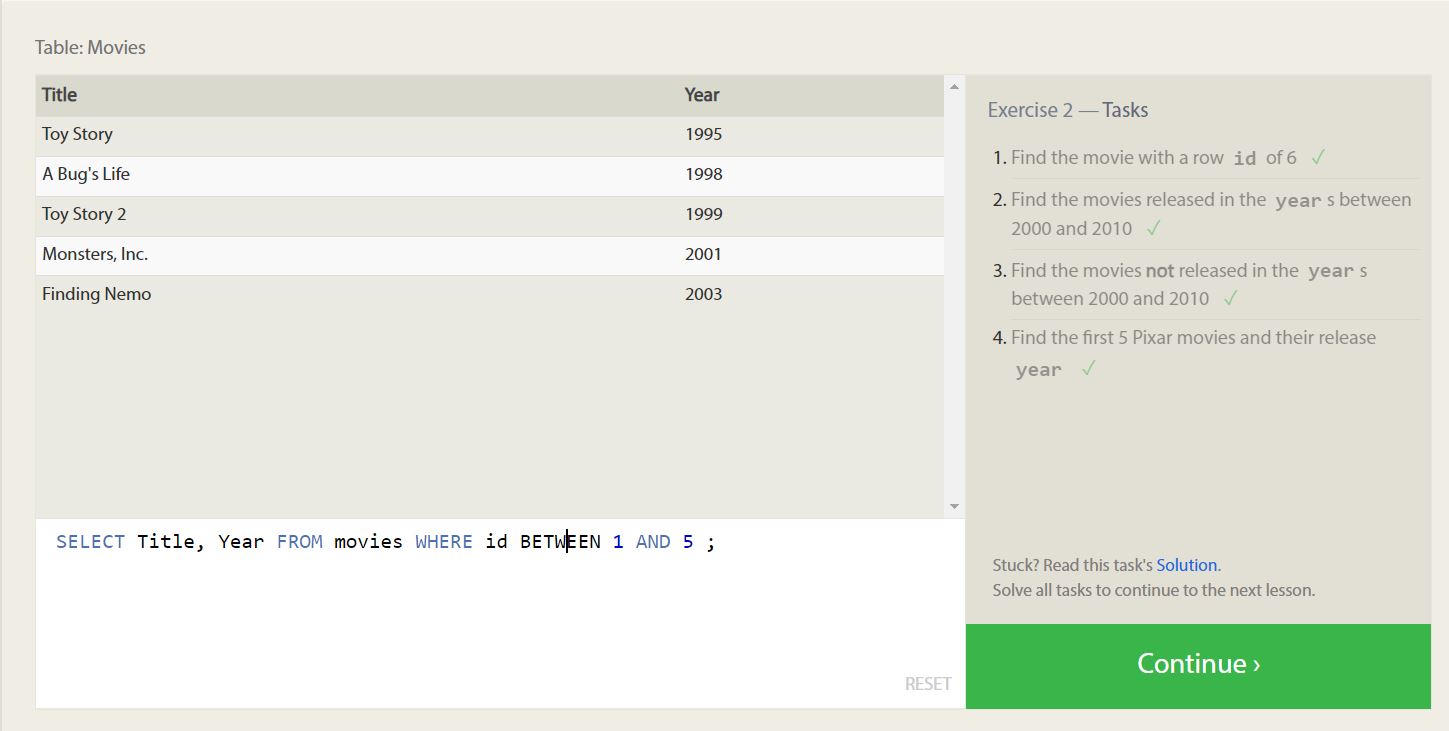 Table: Movies
Title Year
Toy Story 1995
A Bug's Life 1998
Toy Story 2 1999
Monsters, Inc. 2001
Finding Nemo 2003
SELECT Title, Year FROM movies WHERE id BETWEEN 1 AND 5 ;
RESET
Exercise 2 — Tasks
1. Find the movie with a row id of 6 ✓
2. Find the movies released in the year s between
2000 and 2010 ✓
3. Find the movies not released in the year s
between 2000 and 2010 ✓
4. Find the first 5 Pixar movies and their release
year ✓
Stuck? Read this task's Solution.
Solve all tasks to continue to the next lesson.
Continue ›